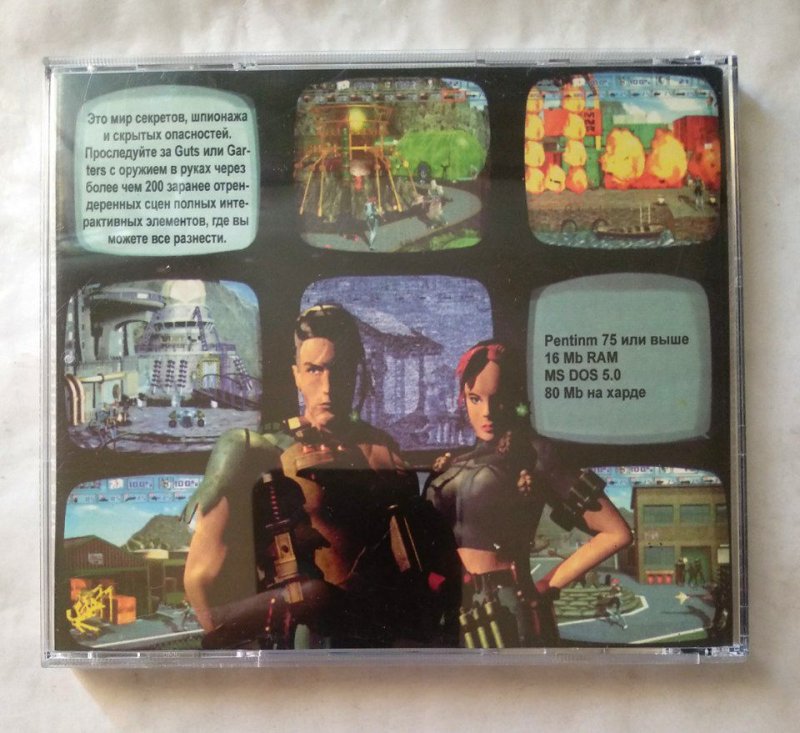 Это мир секретов, шпионажа
и скрытых опасностей.
Проследуйте за Guts или Gar-
ters с оружием в руках через
более чем 200 заранее отрен-
деренных сцен полных инте-
рактивных элементов, где вы
можете все разнести.
Pentinm 75 или выше
16 Mb RAM
MS DOS 5.0
80 Mb на харде